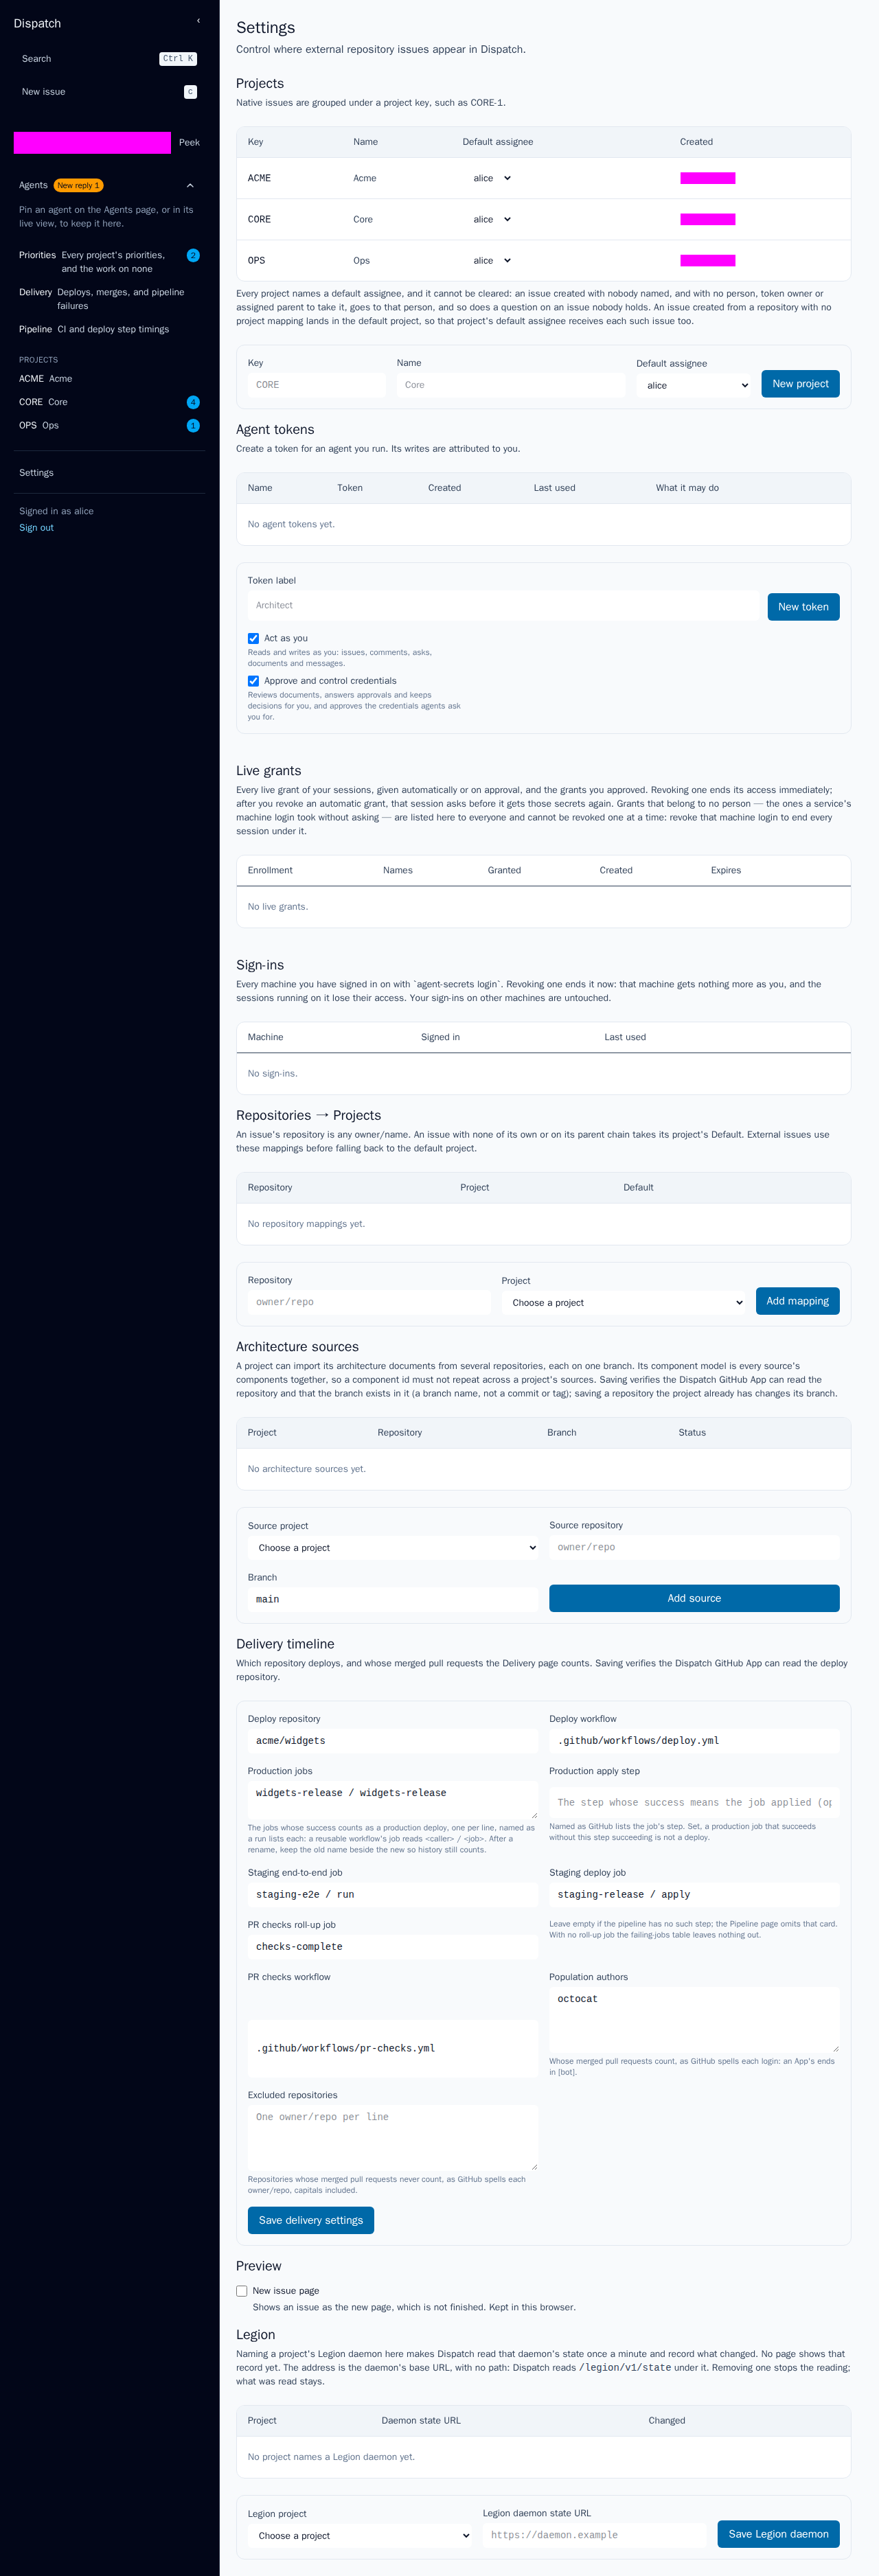 Dispatch
‹
Search
Ctrl K
New issue
c
Peek
Agents
New reply 1
Pin an agent on the Agents page, or in its
live view, to keep it here.
Priorities
Every project's priorities,
and the work on none
2
Delivery
Deploys, merges, and pipeline
failures
Pipeline
CI and deploy step timings
PROJECTS
ACME Acme
CORE Core
4
OPS Ops
1
Settings
Signed in as alice
Sign out
Settings
Control where external repository issues appear in Dispatch.
Projects
Native issues are grouped under a project key, such as CORE-1.
Key Name Default assignee Created
ACME Acme alice
CORE Core alice
OPS Ops alice
Every project names a default assignee, and it cannot be cleared: an issue created with nobody named, and with no person, token owner or
assigned parent to take it, goes to that person, and so does a question on an issue nobody holds. An issue created from a repository with no
project mapping lands in the default project, so that project's default assignee receives each such issue too.
Key Name Default assignee
CORE Core alice New project
Agent tokens
Create a token for an agent you run. Its writes are attributed to you.
Name Token Created Last used What it may do
No agent tokens yet.
Token label
Architect New token
Act as you
Reads and writes as you: issues, comments, asks,
documents and messages.
Approve and control credentials
Reviews documents, answers approvals and keeps
decisions for you, and approves the credentials agents ask
you for.
Live grants
Every live grant of your sessions, given automatically or on approval, and the grants you approved. Revoking one ends its access immediately;
after you revoke an automatic grant, that session asks before it gets those secrets again. Grants that belong to no person — the ones a service's
machine login took without asking — are listed here to everyone and cannot be revoked one at a time: revoke that machine login to end every
session under it.
Enrollment Names Granted Created Expires
No live grants.
Sign-ins
Every machine you have signed in on with `agent-secrets login`. Revoking one ends it now: that machine gets nothing more as you, and the
sessions running on it lose their access. Your sign-ins on other machines are untouched.
Machine Signed in Last used
No sign-ins.
Repositories → Projects
An issue's repository is any owner/name. An issue with none of its own or on its parent chain takes its project's Default. External issues use
these mappings before falling back to the default project.
Repository Project Default
No repository mappings yet.
Repository Project
owner/repo Choose a project Add mapping
Architecture sources
A project can import its architecture documents from several repositories, each on one branch. Its component model is every source's
components together, so a component id must not repeat across a project's sources. Saving verifies the Dispatch GitHub App can read the
repository and that the branch exists in it (a branch name, not a commit or tag); saving a repository the project already has changes its branch.
Project Repository Branch Status
No architecture sources yet.
Source project Source repository
Choose a project owner/repo
Branch
main Add source
Delivery timeline
Which repository deploys, and whose merged pull requests the Delivery page counts. Saving verifies the Dispatch GitHub App can read the deploy
repository.
Deploy repository Deploy workflow
acme/widgets .github/workflows/deploy.yml
Production jobs Production apply step
widgets-release / widgets-release
The step whose success means the job applied (op
The jobs whose success counts as a production deploy, one per line, named as
a run lists each: a reusable workflow's job reads <caller> / <job>. After a
rename, keep the old name beside the new so history still counts.
Named as GitHub lists the job's step. Set, a production job that succeeds
without this step succeeding is not a deploy.
Staging end-to-end job Staging deploy job
staging-e2e / run staging-release / apply
PR checks roll-up job
checks-complete
Leave empty if the pipeline has no such step; the Pipeline page omits that card.
With no roll-up job the failing-jobs table leaves nothing out.
PR checks workflow Population authors
.github/workflows/pr-checks.yml
octocat
Whose merged pull requests count, as GitHub spells each login: an App's ends
in [bot].
Excluded repositories
One owner/repo per line
Repositories whose merged pull requests never count, as GitHub spells each
owner/repo, capitals included.
Save delivery settings
Preview
New issue page
Shows an issue as the new page, which is not finished. Kept in this browser.
Legion
Naming a project's Legion daemon here makes Dispatch read that daemon's state once a minute and record what changed. No page shows that
record yet. The address is the daemon's base URL, with no path: Dispatch reads /legion/v1/state under it. Removing one stops the reading;
what was read stays.
Project Daemon state URL Changed
No project names a Legion daemon yet.
Legion project Legion daemon state URL
Choose a project https://daemon.example Save Legion daemon